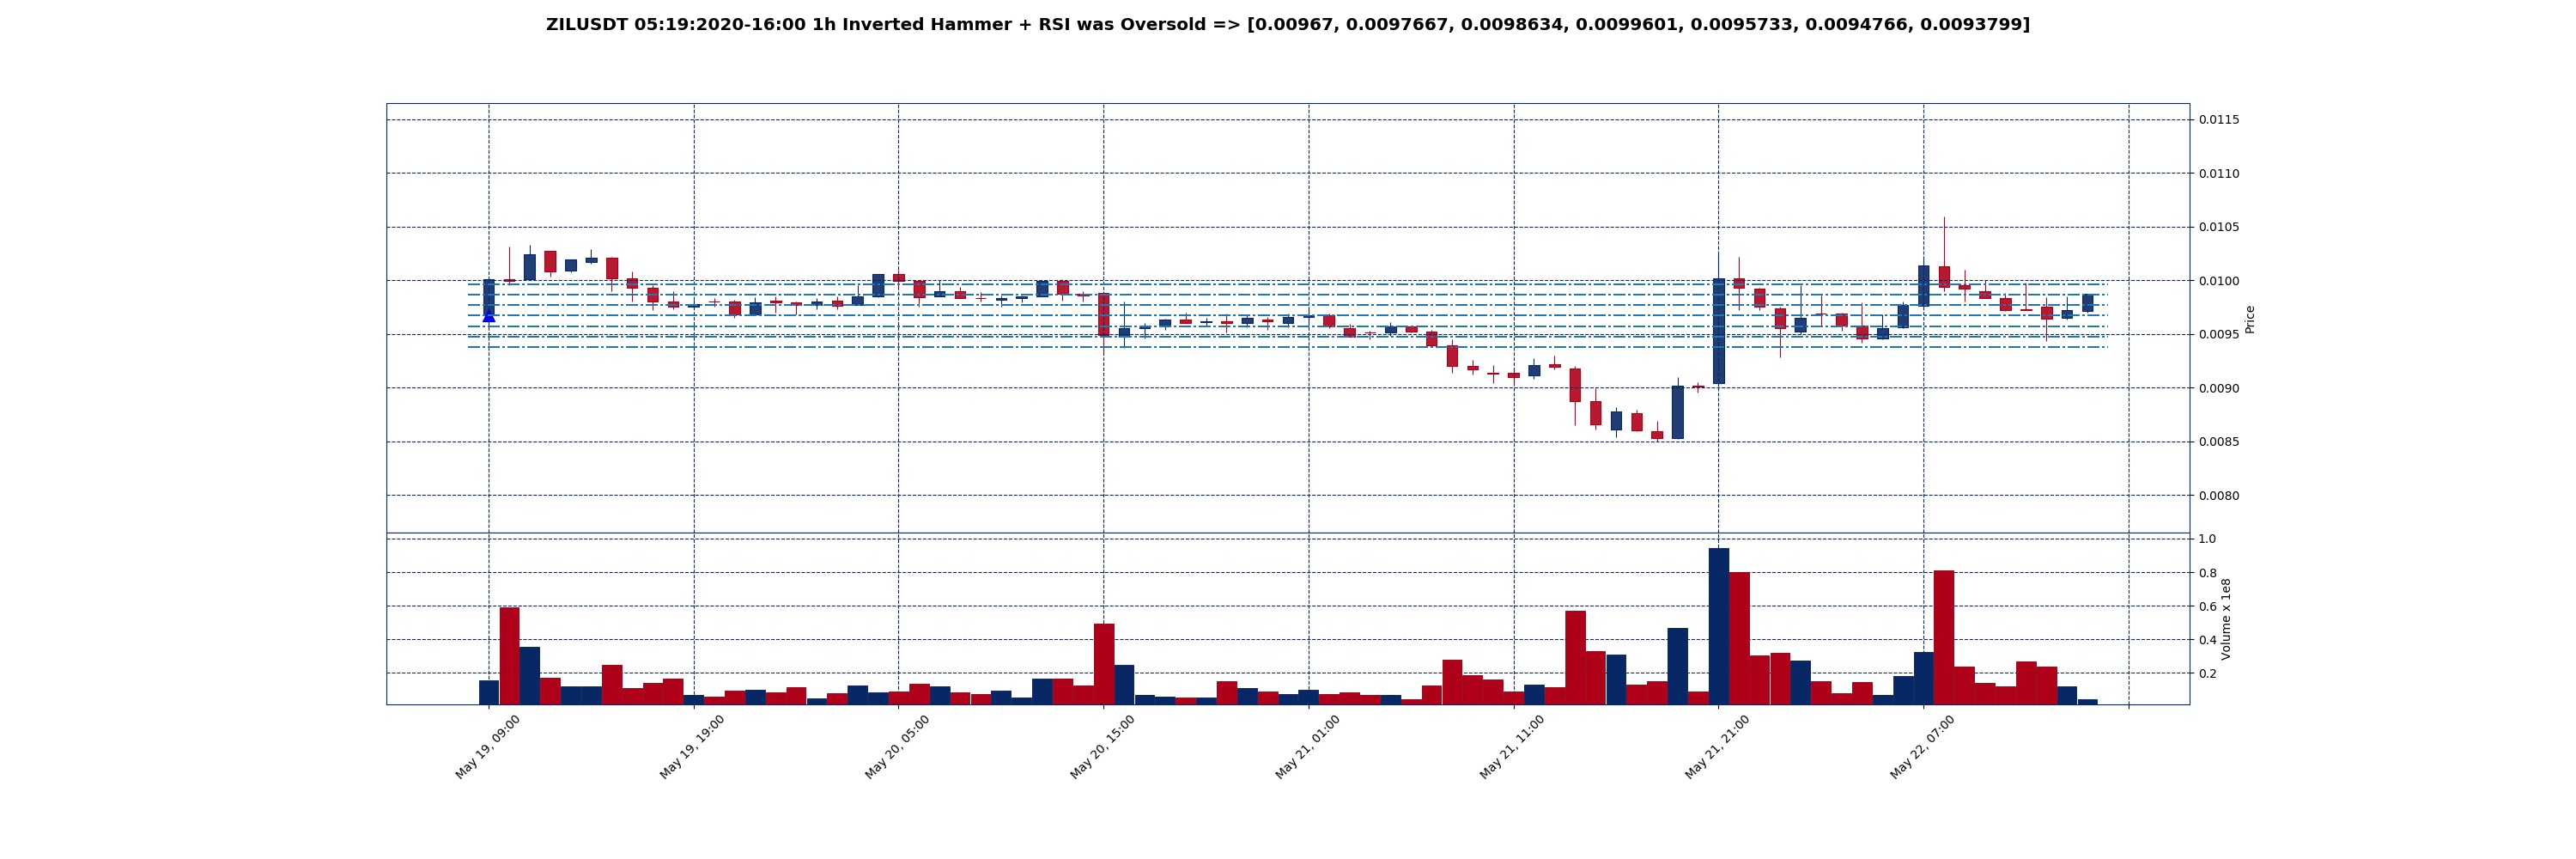 ZILUSDT 05:19:2020-16:00 1h Inverted Hammer + RSI was Oversold => [0.00967, 0.0097667, 0.0098634, 0.0099601, 0.0095733, 0.0094766, 0.0093799]
0.0115
0.0110
0.0105
0.0100
0.0095
0.0090
0.0085
0.0080
Price
1.0
0.8
0.6
0.4
0.2
Volume x 1e8
May 19, 09:00
May 19, 19:00
May 20, 05:00
May 20, 15:00
May 21, 01:00
May 21, 11:00
May 21, 21:00
May 22, 07:00